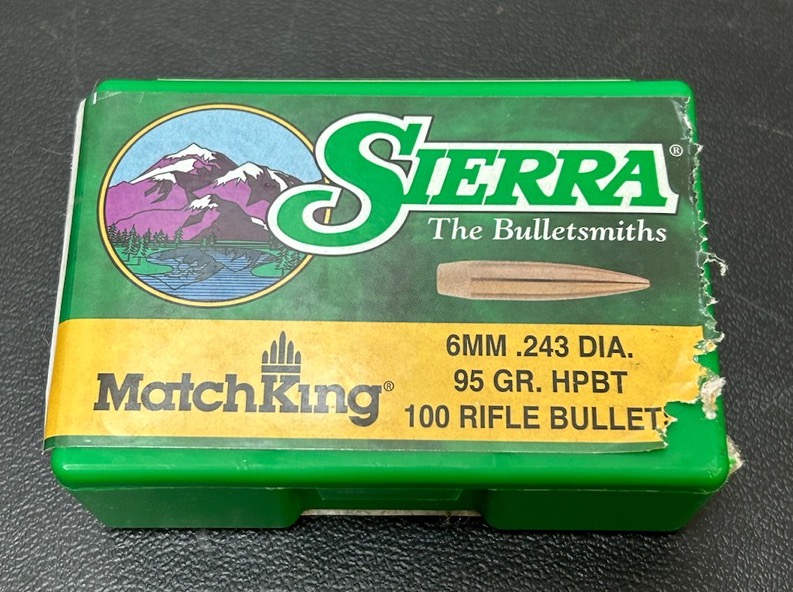 SIERRA®
The Bulletsmiths
MatchKing®
6MM .243 DIA.
95 GR. HPBT
100 RIFLE BULLET